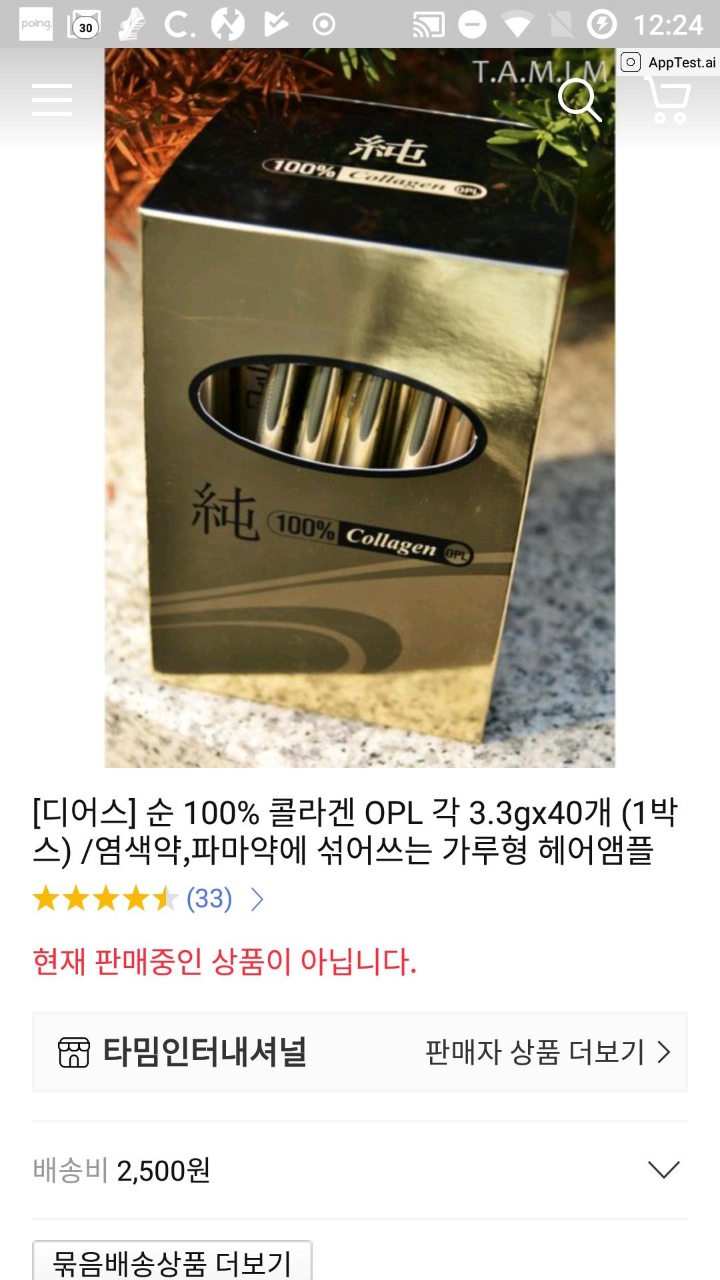 poing
30
C.
12:24
AppTest.ai
T.A.M.I.M
純
100% Collagen OPL
純 100% Collagen OPL
[디어스] 순 100% 콜라겐 OPL 각 3.3gx40개 (1박
스) /염색약,파마약에 섞어쓰는 가루형 헤어앰플
(33)
현재 판매중인 상품이 아닙니다.
타밈인터내셔널 판매자 상품 더보기
배송비 2,500원
묶음배송상품 더보기